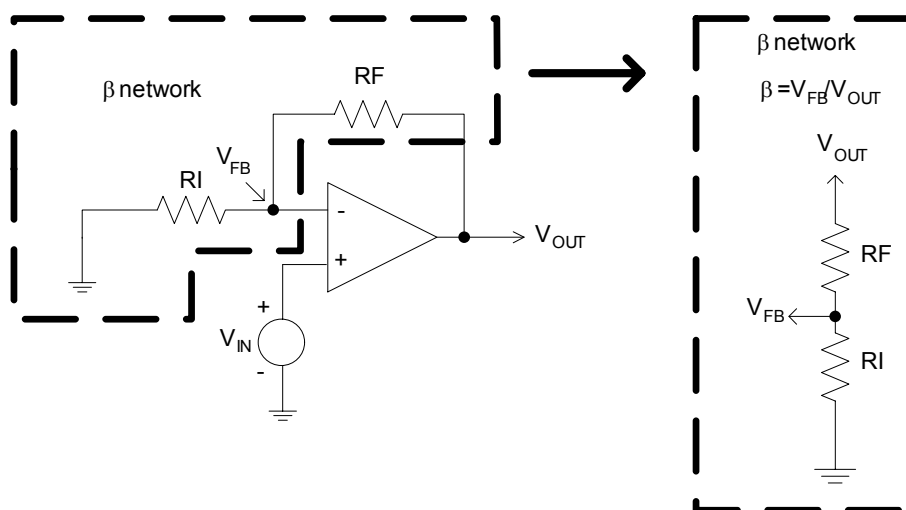 β network
RF
V_FB
RI
-
+
V_OUT
+
V_IN
-
β network
β =V_FB/V_OUT
V_OUT
RF
V_FB
RI